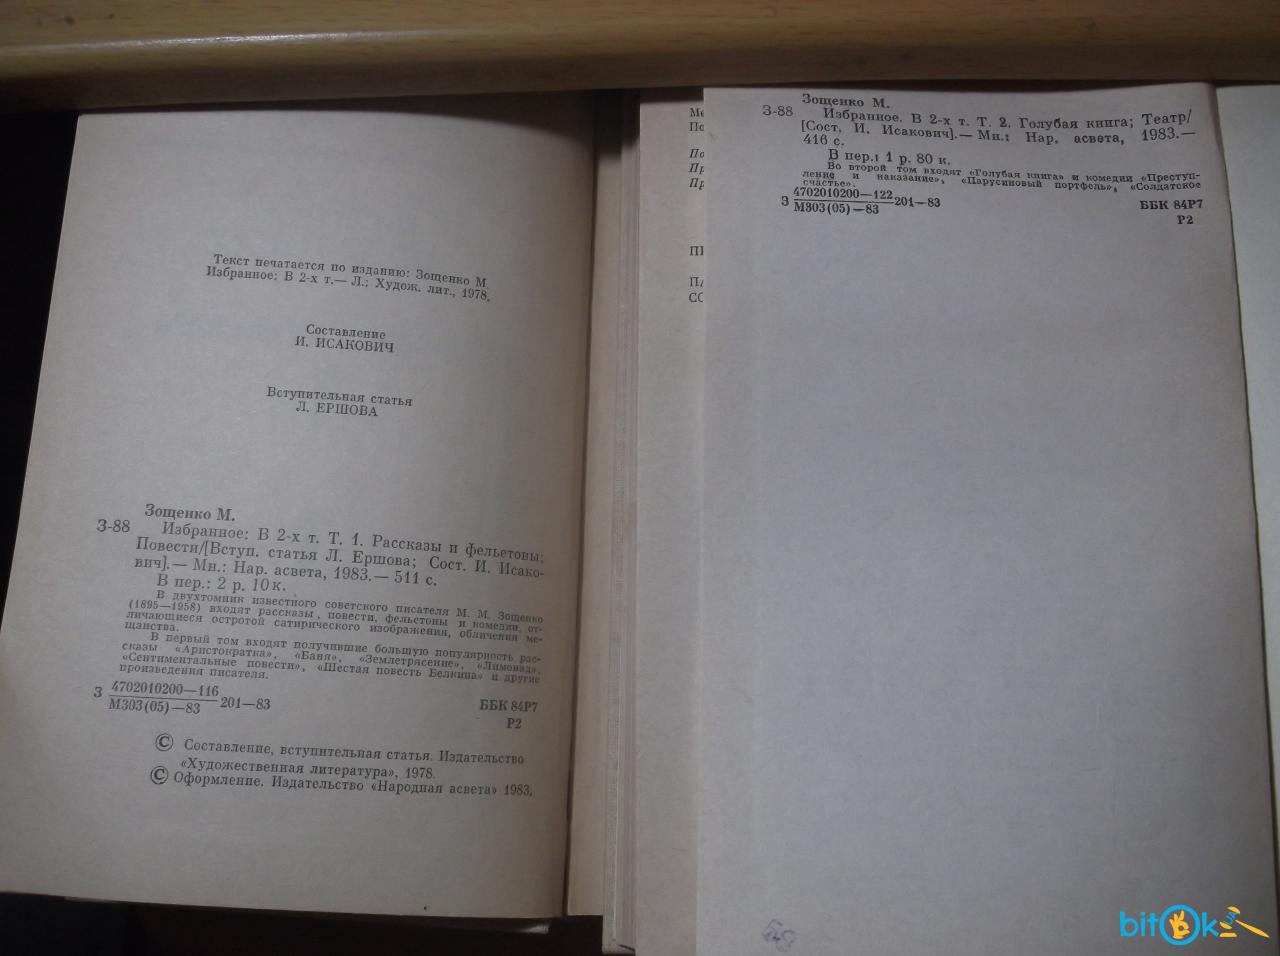 Текст печатается по изданию: Зощенко М.
Избранное: В 2-х т.— Л.: Худож. лит., 1978.
Составление
И. ИСАКОВИЧ
Вступительная статья
Л. ЕРШОВА
Зощенко М.
З-88 Избранное: В 2-х т. Т. 1. Рассказы и фельетоны;
Повести/[Вступ. статья Л. Ершова; Сост. И. Исако-
вич].— Мн.: Нар. асвета, 1983.— 511 с.
В пер.: 2 р. 10 к.
В двухтомник известного советского писателя М. М. Зощенко
(1895—1958) входят рассказы, повести, фельетоны и комедии, от-
личающиеся остротой сатирического изображения, обличения ме-
щанства.
В первый том входят получившие большую популярность рас-
сказы «Аристократка», «Баня», «Землетрясение», «Лимонад»,
«Сентиментальные повести», «Шестая повесть Белкина» и другие
произведения писателя.
З 4702010200—116
М303(05)—83 201—83
ББК 84Р7
Р2
© Составление, вступительная статья. Издательство
«Художественная литература», 1978.
© Оформление. Издательство «Народная асвета» 1983.
По
Пр
Пр
Зощенко М.
З-88 Избранное. В 2-х т. Т. 2. Голубая книга; Театр/
[Сост, И. Исакович].— Мн.: Нар. асвета, 1983.—
416 с.
В пер.: 1 р. 80 к.
Во второй том входят «Голубая книга» и комедии «Преступ-
ление и наказание», «Парусиновый портфель», «Солдатское
счастье».
З 4702010200—122
М303(05)—83 201—83
ББК 84Р7
Р2
bitOk